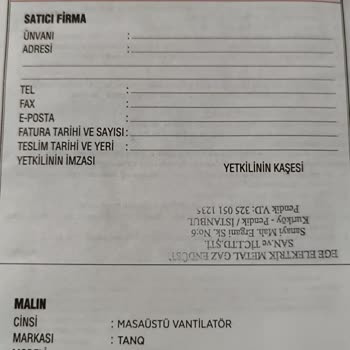 SATICI FİRMA
ÜNVANI :
ADRESİ :
TEL :
FAX :
E-POSTA :
FATURA TARİHİ VE SAYISI:
TESLİM TARİHİ VE YERİ :
YETKİLİNİN İMZASI YETKİLİNİN KAŞESİ
EGE ELEKTRİK METAL GAZ ENDÜST
SAN.ve TİC.LTD.ŞTİ.
Sanayi Mah. Ergani Sk. No:6
Kurtköy - Pendik / İSTANBUL
Pendik V.D: 325 051 1234
MALIN
CİNSİ : MASAÜSTÜ VANTİLATÖR
MARKASI : TANQ